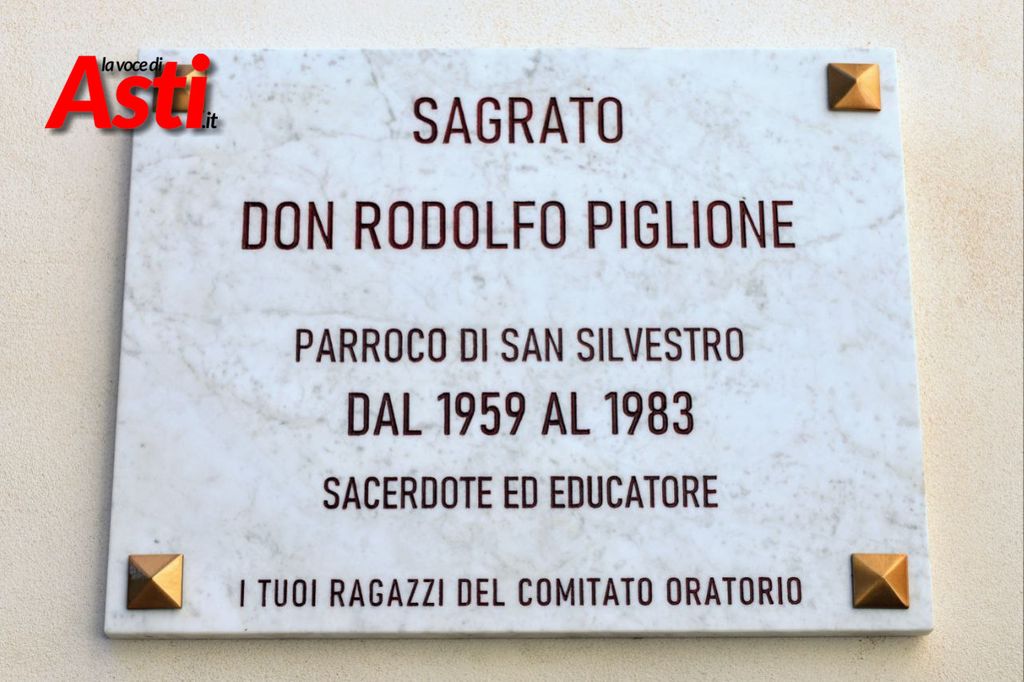 la voce di
Asti.it
SAGRATO
DON RODOLFO PIGLIONE
PARROCO DI SAN SILVESTRO
DAL 1959 AL 1983
SACERDOTE ED EDUCATORE
I TUOI RAGAZZI DEL COMITATO ORATORIO